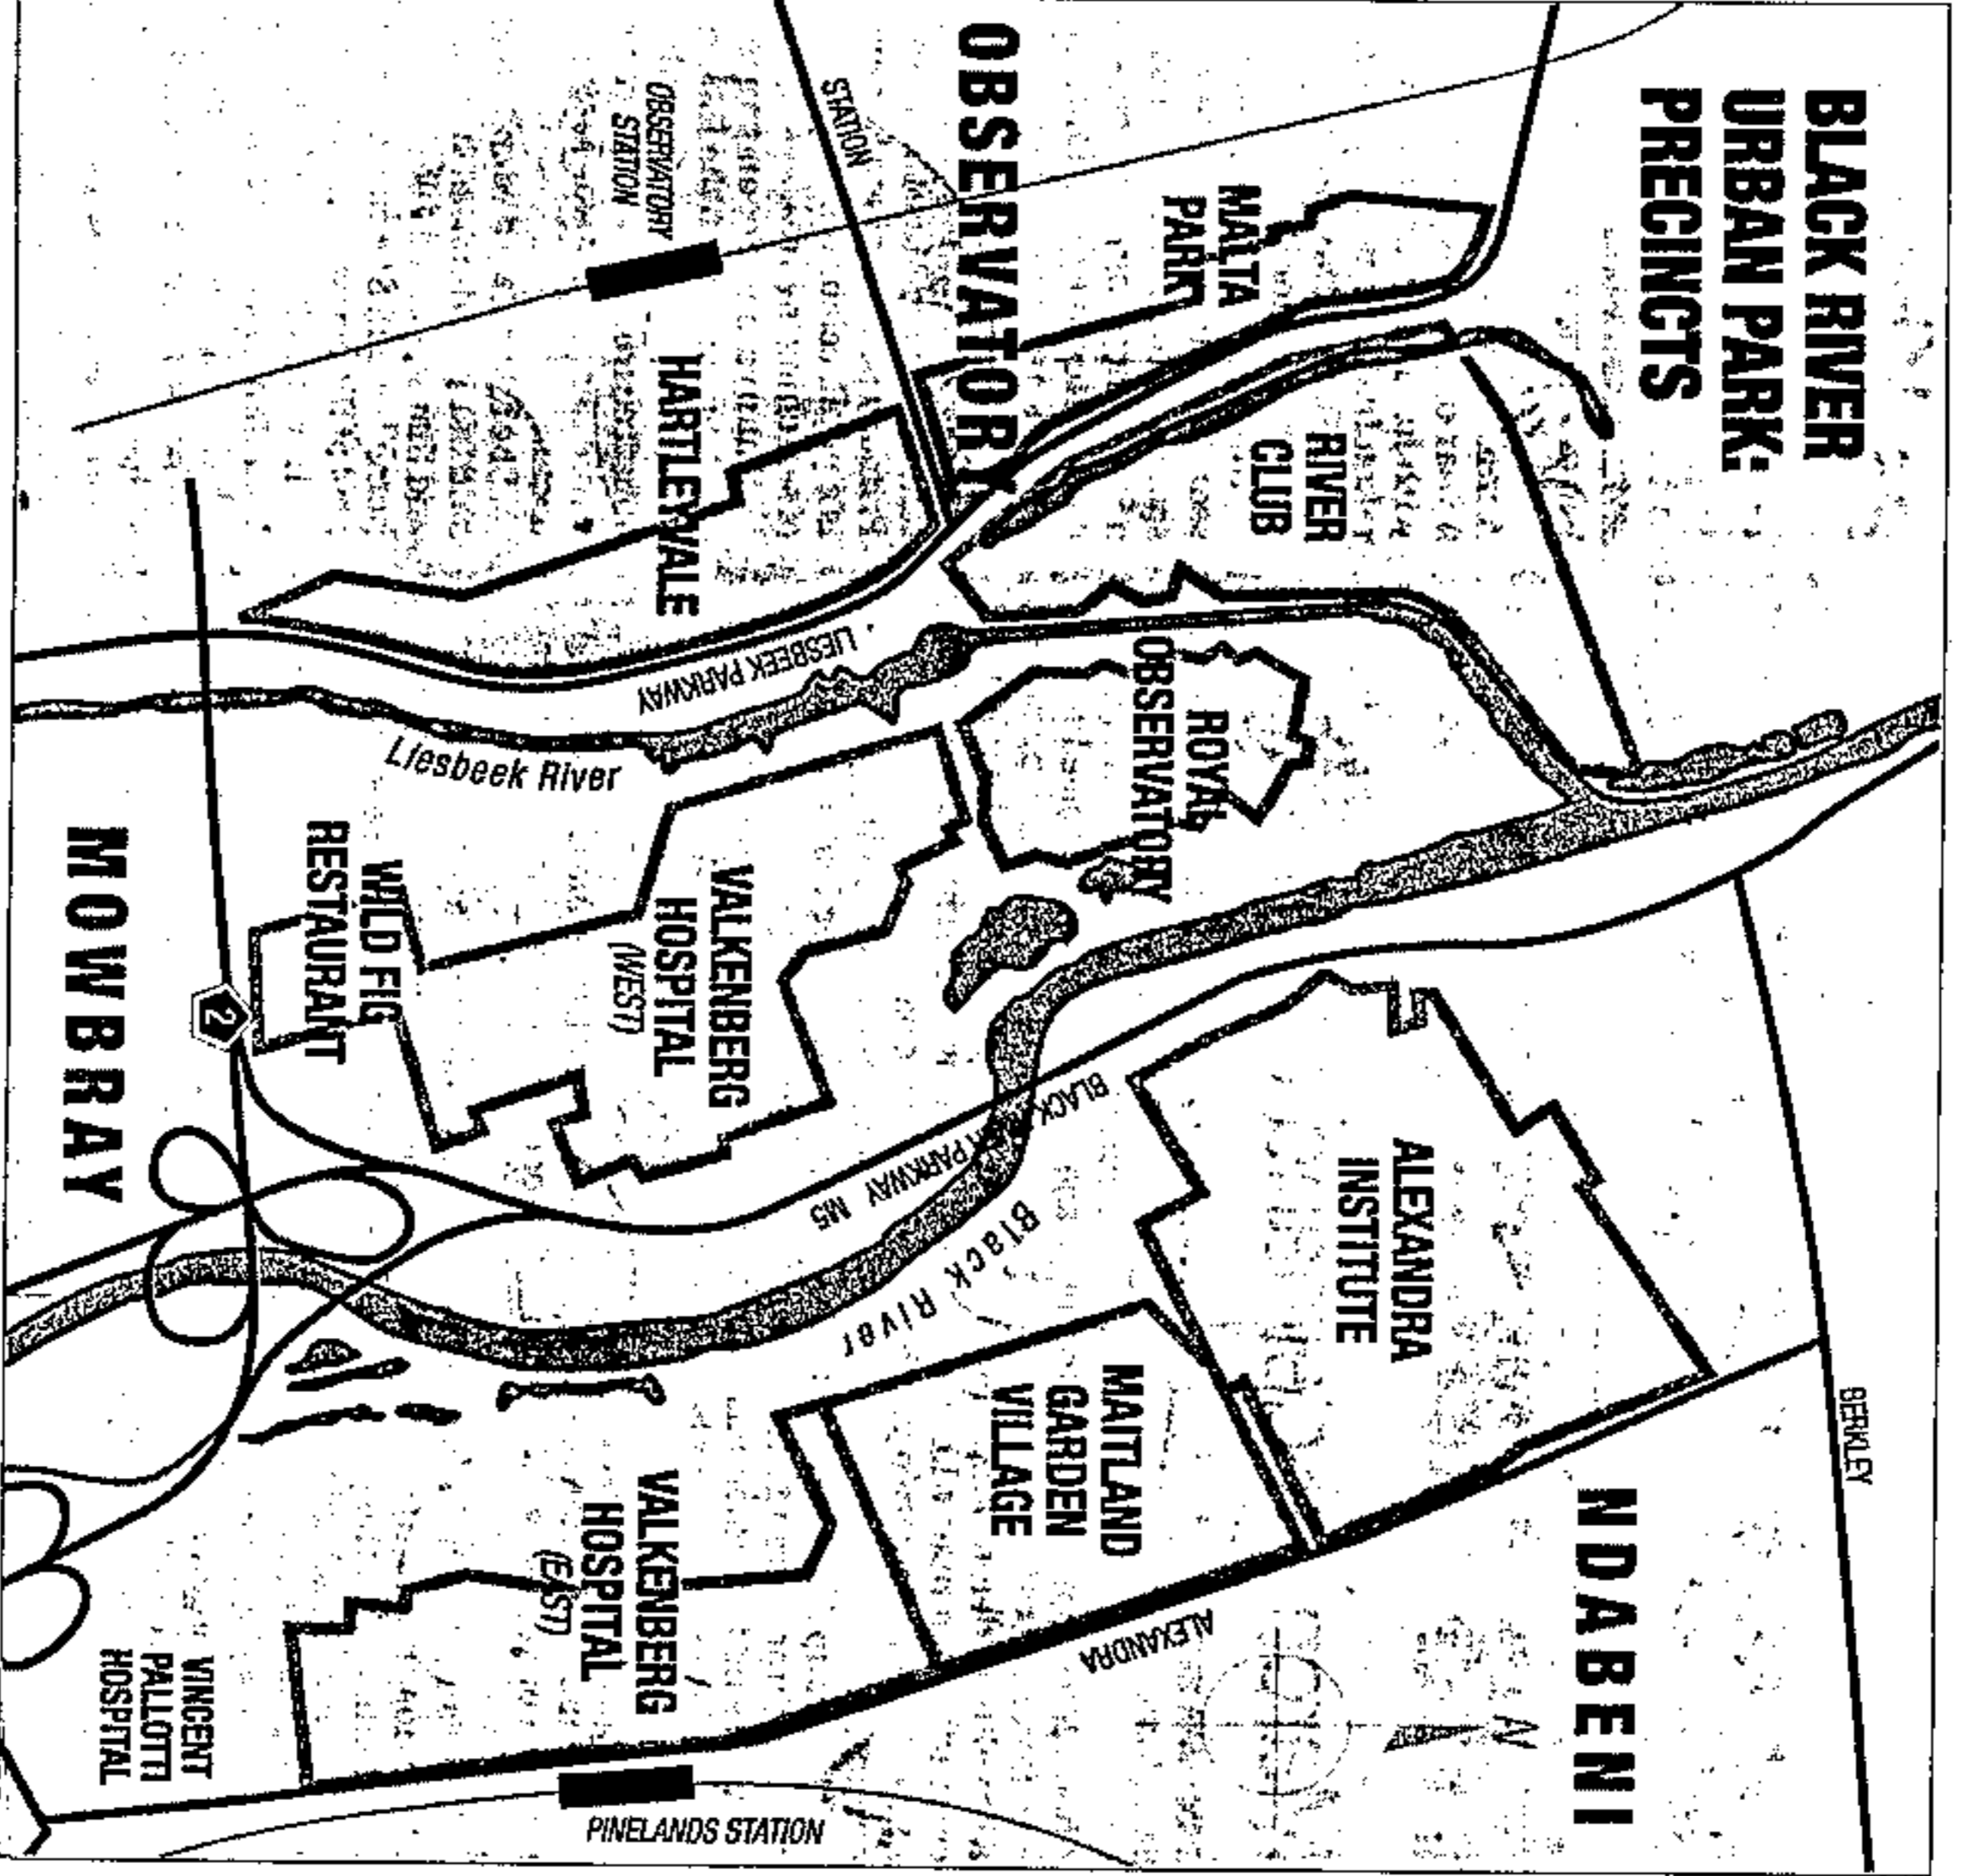 BLACK RIVER
URBAN PARK:
PRECINCTS
BERKLEY
NDABENI
N
ALEXANDRA
INSTITUTE
RIVER
CLUB
MALTA
PARK
ROYAL
OBSERVATORY
OBSERVATORY
STATION
MAITLAND
GARDEN
VILLAGE
ALEXANDRA
BLACK RIVER PARKWAY M5
Black River
LIESBEEK PARKWAY
Liesbeek River
OBSERVATORY
STATION
HARTLEYVALE
VALKENBERG
HOSPITAL
(WEST)
VALKENBERG
HOSPITAL
(EAST)
PINELANDS STATION
WILD FIG
RESTAURANT
2
VINCENT
PALLOTTI
HOSPITAL
MOWBRAY